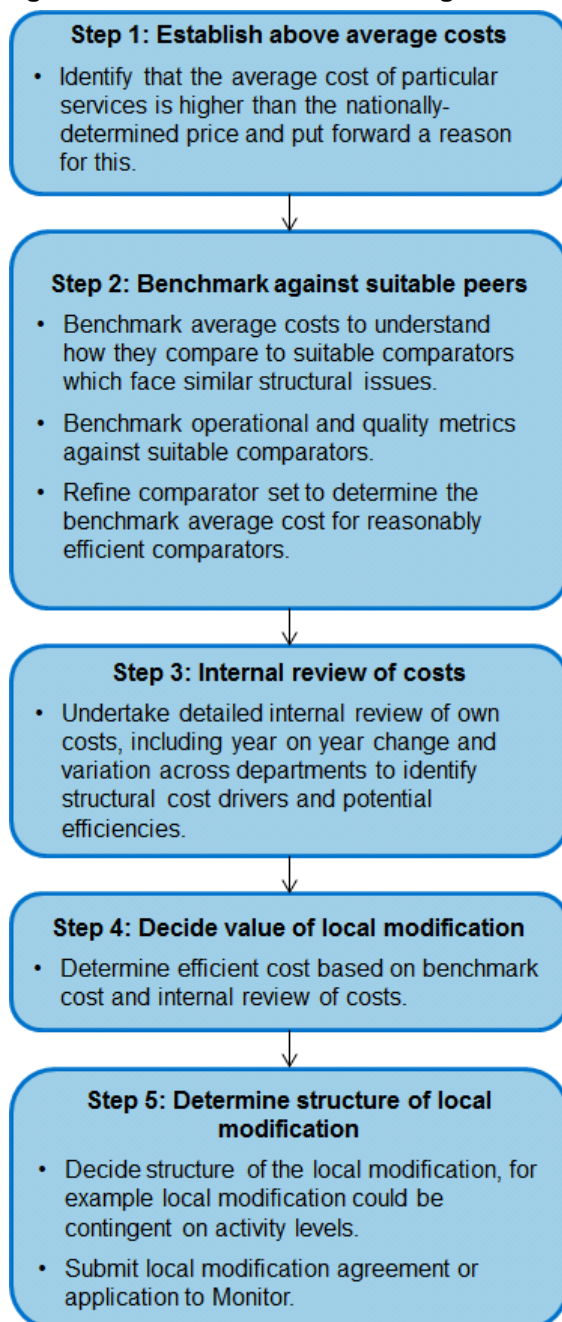 Step 1: Establish above average costs
• Identify that the average cost of particular
services is higher than the nationally-
determined price and put forward a reason
for this.
Step 2: Benchmark against suitable peers
• Benchmark average costs to understand
how they compare to suitable comparators
which face similar structural issues.
• Benchmark operational and quality metrics
against suitable comparators.
• Refine comparator set to determine the
benchmark average cost for reasonably
efficient comparators.
Step 3: Internal review of costs
• Undertake detailed internal review of own
costs, including year on year change and
variation across departments to identify
structural cost drivers and potential
efficiencies.
Step 4: Decide value of local modification
• Determine efficient cost based on benchmark
cost and internal review of costs.
Step 5: Determine structure of local
modification
• Decide structure of the local modification, for
example local modification could be
contingent on activity levels.
• Submit local modification agreement or
application to Monitor.